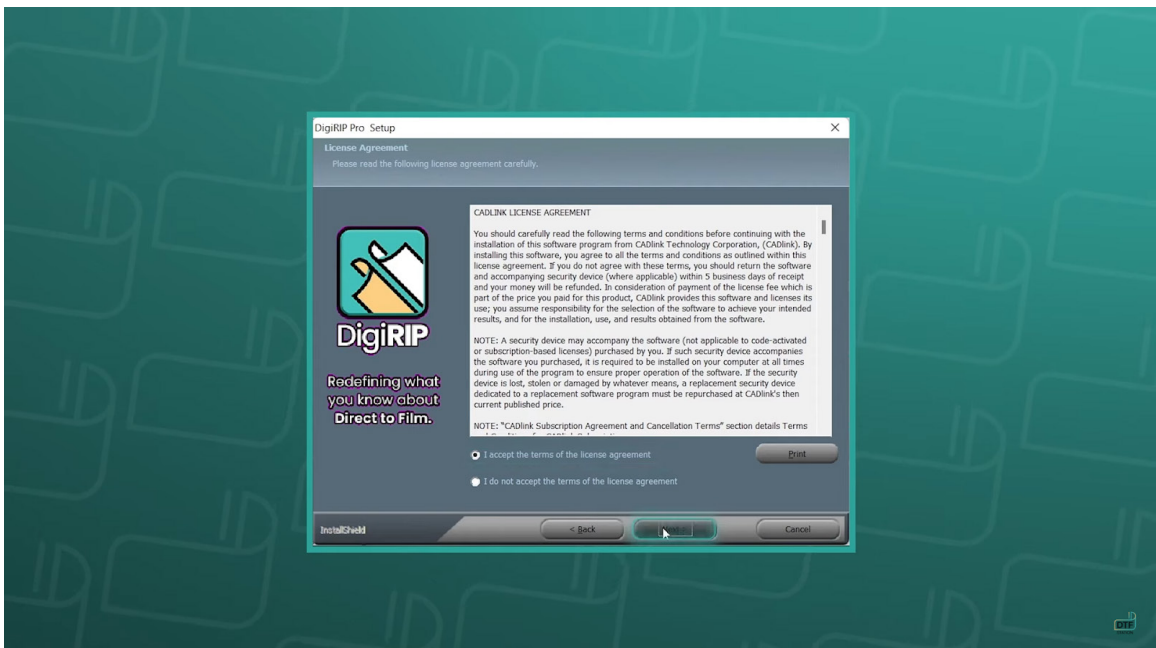 DigiRIP Pro Setup
License Agreement
Please read the following license agreement carefully.
CADLINK LICENSE AGREEMENT
You should carefully read the following terms and conditions before continuing with the
installation of this software program from CADlink Technology Corporation, (CADlink). By
installing this software, you agree to all the terms and conditions as outlined within this
license agreement. If you do not agree with these terms, you should return the software
and accompanying security device (where applicable) within 5 business days of receipt
and your money will be refunded. In consideration of payment of the license fee which is
part of the price you paid for this product, CADlink provides this software and licenses its
use; you assume responsibility for the selection of the software to achieve your intended
results, and for the installation, use, and results obtained from the software.
NOTE: A security device may accompany the software (not applicable to code-activated
or subscription-based licenses) purchased by you. If such security device accompanies
the software you purchased, it is required to be installed on your computer at all times
during use of the program to ensure proper operation of the software. If the security
device is lost, stolen or damaged by whatever means, a replacement security device
dedicated to a replacement software program must be repurchased at CADlink's then
current published price.
NOTE: "CADlink Subscription Agreement and Cancellation Terms" section details Terms
DigiRIP
Redefining what
you know about
Direct to Film.
I accept the terms of the license agreement
Print
I do not accept the terms of the license agreement
InstallShield
< Back
Cancel
DTF